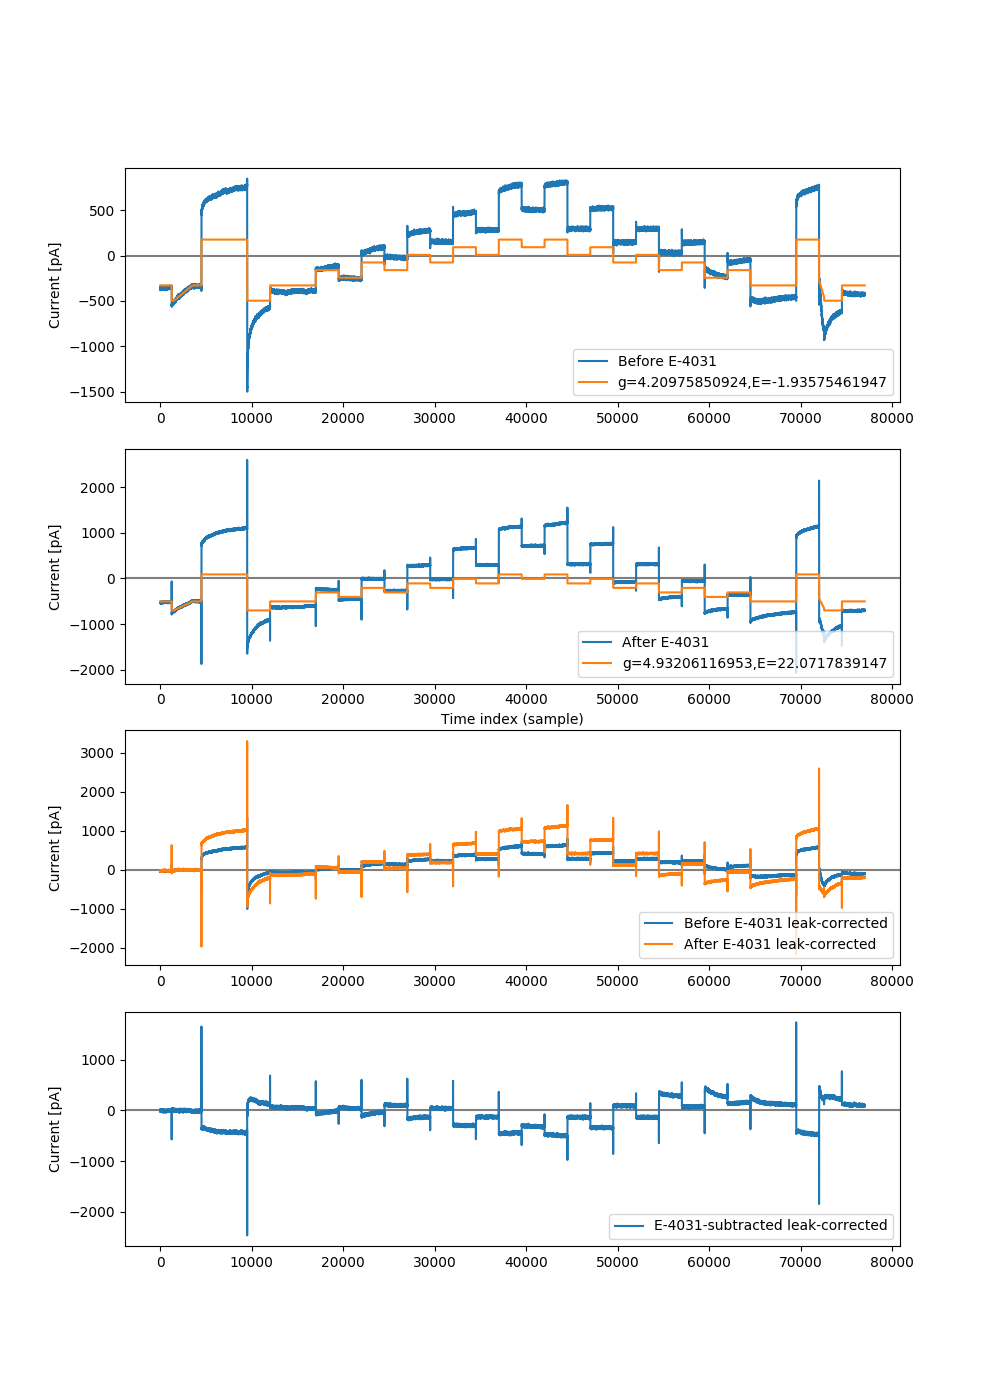 500
0
−500
−1000
−1500
Current [pA]
Before E-4031
g=4.20975850924,E=-1.93575461947
0 10000 20000 30000 40000 50000 60000 70000 80000
2000
1000
0
−1000
−2000
Current [pA]
After E-4031
g=4.93206116953,E=22.0717839147
0 10000 20000 30000 40000 50000 60000 70000 80000
Time index (sample)
3000
2000
1000
0
−1000
−2000
Current [pA]
Before E-4031 leak-corrected
After E-4031 leak-corrected
0 10000 20000 30000 40000 50000 60000 70000 80000
1000
0
−1000
−2000
Current [pA]
E-4031-subtracted leak-corrected
0 10000 20000 30000 40000 50000 60000 70000 80000